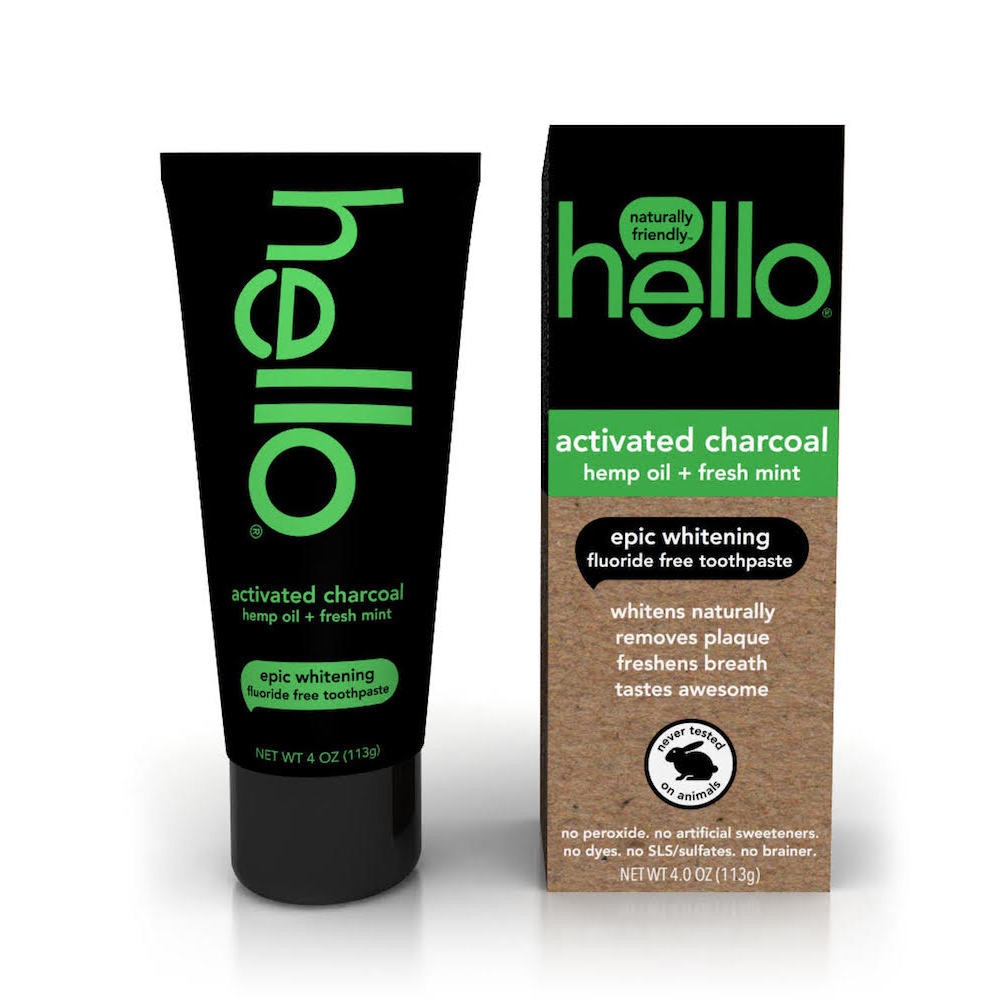 hello®
activated charcoal
hemp oil + fresh mint
epic whitening
fluoride free toothpaste
NET WT 4 OZ (113g)
naturally
friendly™
hello®
activated charcoal
hemp oil + fresh mint
epic whitening
fluoride free toothpaste
whitens naturally
removes plaque
freshens breath
tastes awesome
never tested
on animals
no peroxide. no artificial sweeteners.
no dyes. no SLS/sulfates. no brainer.
NET WT 4.0 OZ (113g)